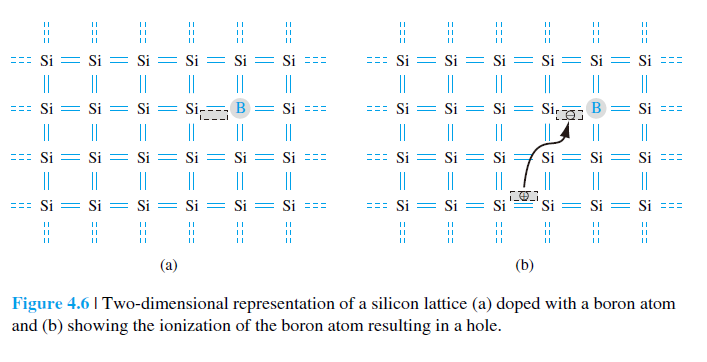 Si Si Si Si Si Si Si Si Si Si Si Si
Si Si Si Si B Si Si Si Si Si B Si
Si Si Si Si Si Si Si Si Si Si Si Si
Si Si Si Si Si Si Si Si Si Si Si Si
(a) (b)
Figure 4.6 | Two-dimensional representation of a silicon lattice (a) doped with a boron atom
and (b) showing the ionization of the boron atom resulting in a hole.